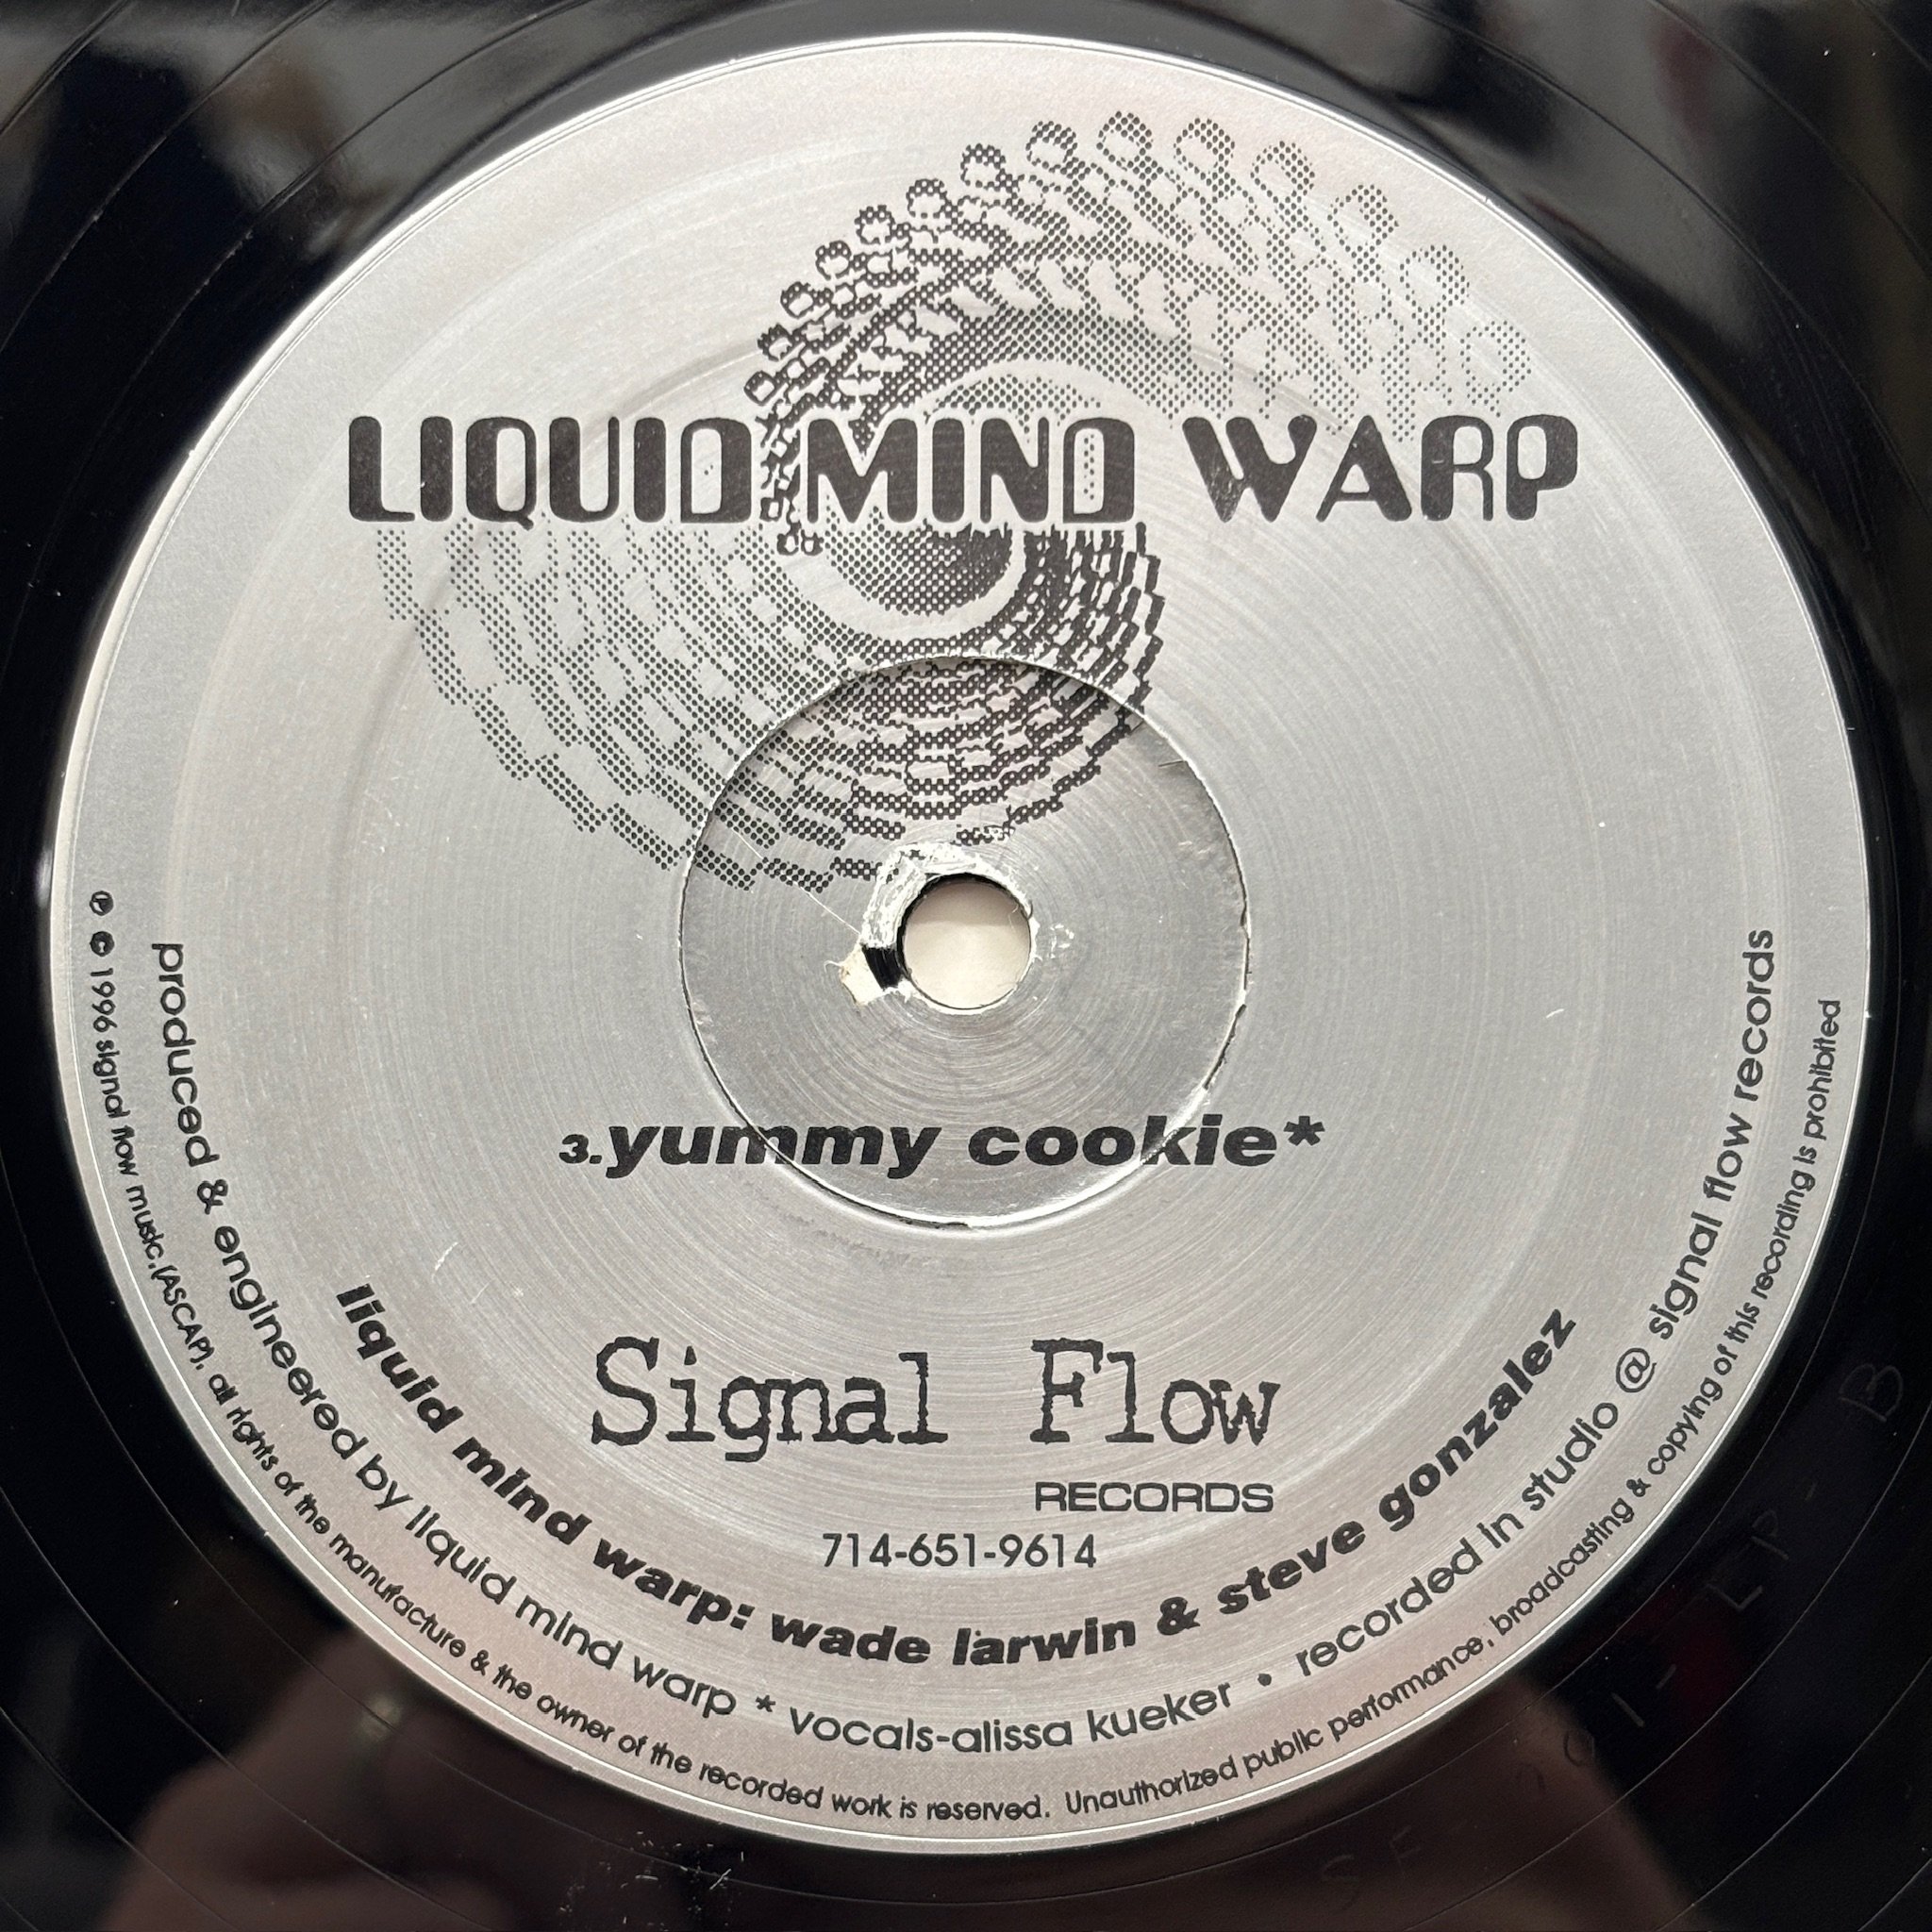 LIQUID MIND WARP
3.yummy cookie*
Signal Flow
RECORDS
714-651-9614
liquid mind warp: wade larwin & steve gonzalez
produced & engineered by liquid mind warp * vocals-alissa kueker • recorded in studio @ signal flow records
℗ © 1996 signal flow music.(ASCAP). all rights of the manufacture & the owner of the recorded work is reserved. Unauthorized public performance, broadcasting & copying of this recording is prohibited